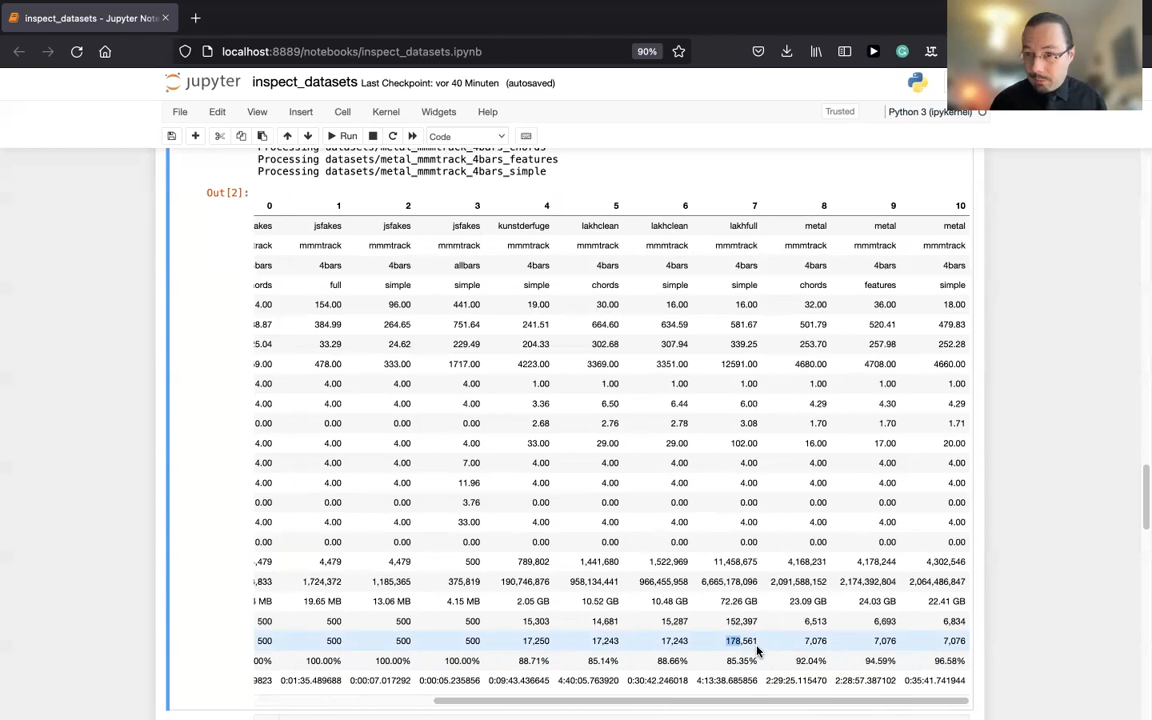 inspect_datasets - Jupyter Note
localhost:8889/notebooks/inspect_datasets.ipynb 90%
jupyter inspect_datasets Last Checkpoint: vor 40 Minuten (autosaved)
File Edit View Insert Cell Kernel Widgets Help Trusted Python 3 (ipykernel)
Run Code
Processing datasets/metal_mmmtrack_4bars_chords
Processing datasets/metal_mmmtrack_4bars_features
Processing datasets/metal_mmmtrack_4bars_simple
Out[2]:
0 1 2 3 4 5 6 7 8 9 10
akes jsfakes jsfakes jsfakes kunstderfuge lakhclean lakhclean lakhfull metal metal metal
track mmmtrack mmmtrack mmmtrack mmmtrack mmmtrack mmmtrack mmmtrack mmmtrack mmmtrack mmmtrack
bars 4bars 4bars allbars 4bars 4bars 4bars 4bars 4bars 4bars 4bars
ords full simple simple simple chords simple simple chords features simple
4.00 154.00 96.00 441.00 19.00 30.00 16.00 16.00 32.00 36.00 18.00
8.87 384.99 264.65 751.64 241.51 664.60 634.59 581.67 501.79 520.41 479.83
5.04 33.29 24.62 229.49 204.33 302.68 307.94 339.25 253.70 257.98 252.28
9.00 478.00 333.00 1717.00 4223.00 3369.00 3351.00 12591.00 4680.00 4708.00 4660.00
4.00 4.00 4.00 4.00 1.00 1.00 1.00 1.00 1.00 1.00 1.00
4.00 4.00 4.00 4.00 3.36 6.50 6.44 6.00 4.29 4.30 4.29
0.00 0.00 0.00 0.00 2.68 2.76 2.78 3.08 1.70 1.70 1.71
4.00 4.00 4.00 4.00 33.00 29.00 29.00 102.00 16.00 17.00 20.00
4.00 4.00 4.00 7.00 4.00 4.00 4.00 4.00 4.00 4.00 4.00
4.00 4.00 4.00 11.96 4.00 4.00 4.00 4.00 4.00 4.00 4.00
0.00 0.00 0.00 3.76 0.00 0.00 0.00 0.00 0.00 0.00 0.00
4.00 4.00 4.00 33.00 4.00 4.00 4.00 4.00 4.00 4.00 4.00
0.00 0.00 0.00 0.00 0.00 0.00 0.00 0.00 0.00 0.00 0.00
,479 4,479 4,479 500 789,802 1,441,680 1,522,969 11,458,675 4,168,231 4,178,244 4,302,546
,833 1,724,372 1,185,365 375,819 190,746,876 958,134,441 966,455,958 6,665,178,096 2,091,588,152 2,174,392,804 2,064,486,847
MB 19.65 MB 13.06 MB 4.15 MB 2.05 GB 10.52 GB 10.48 GB 72.26 GB 23.09 GB 24.03 GB 22.41 GB
500 500 500 500 15,303 14,681 15,287 152,397 6,513 6,693 6,834
500 500 500 500 17,250 17,243 17,243 178,561 7,076 7,076 7,076
00% 100.00% 100.00% 100.00% 88.71% 85.14% 88.66% 85.35% 92.04% 94.59% 96.58%
9823 0:01:35.489688 0:00:07.017292 0:00:05.235856 0:09:43.436645 4:40:05.763920 0:30:42.246018 4:13:38.685856 2:29:25.115470 2:28:57.387102 0:35:41.741944